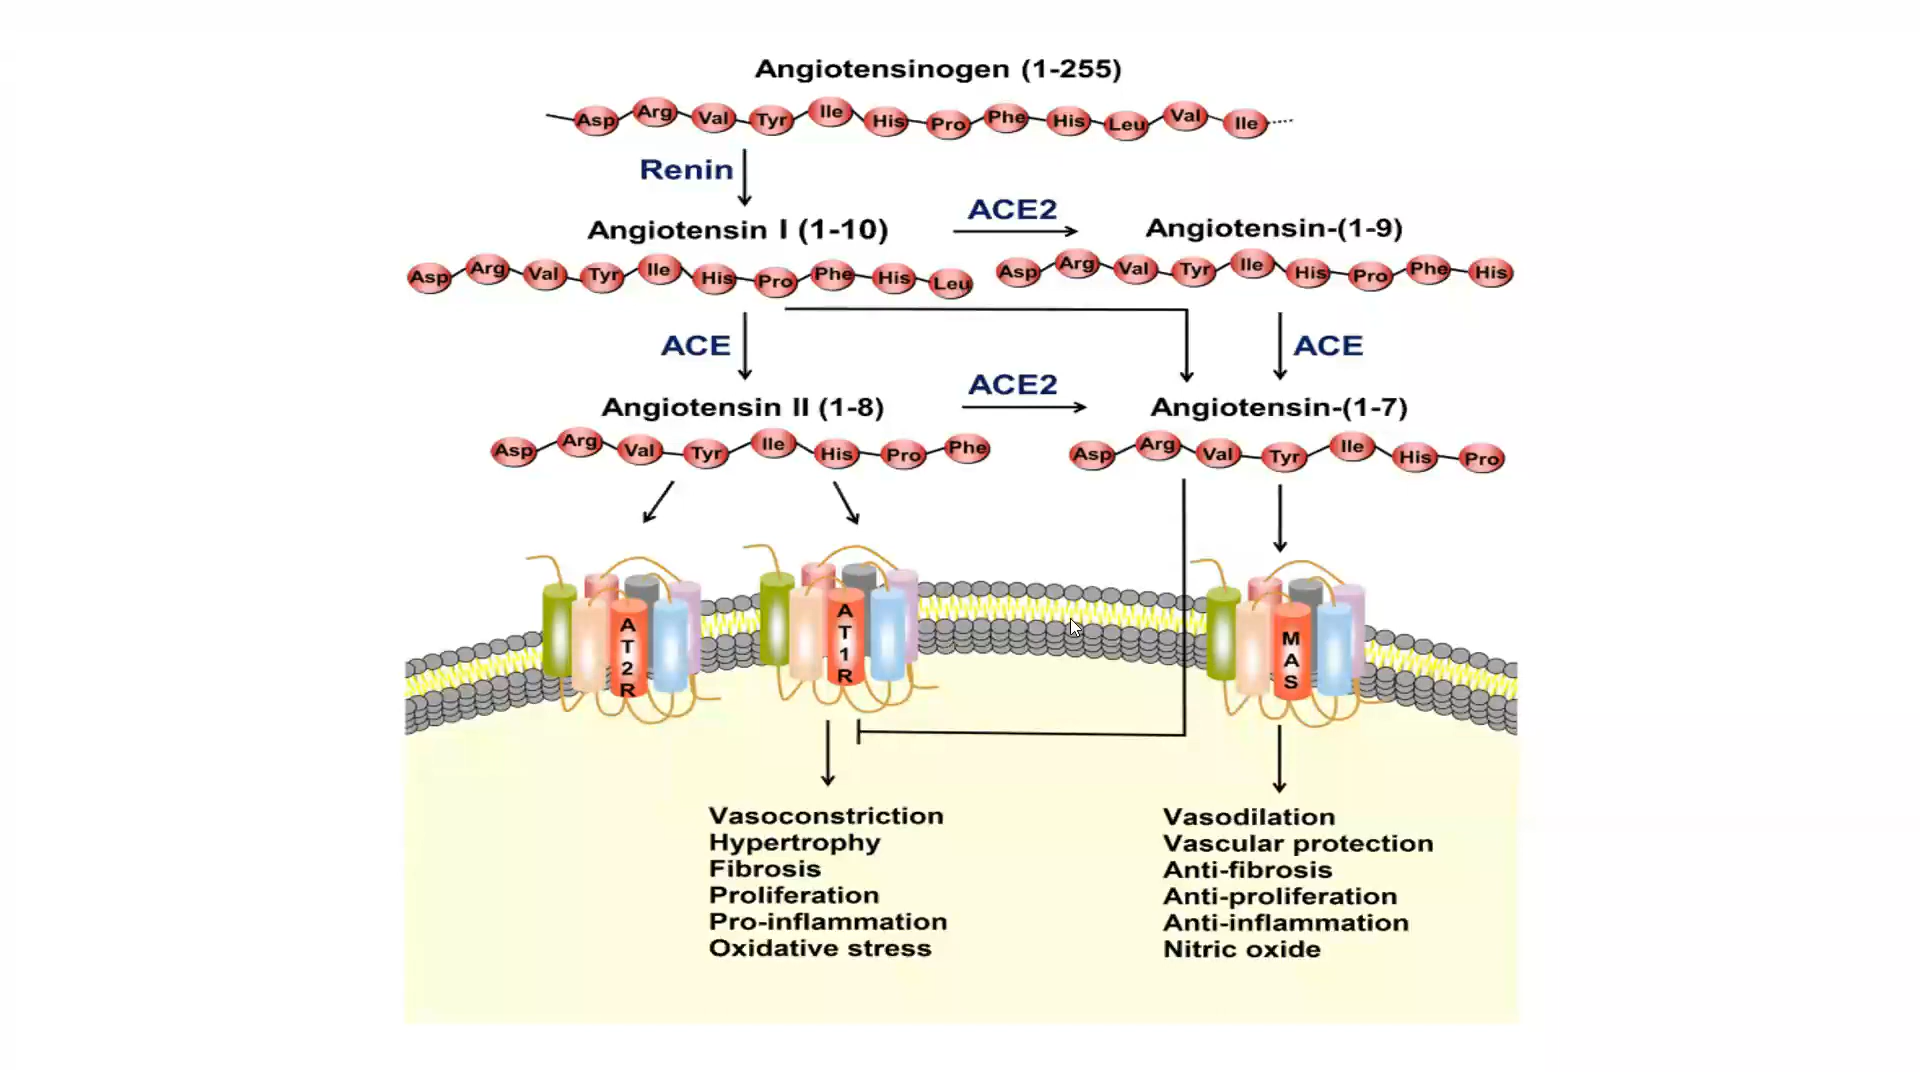 Angiotensinogen (1-255)
Asp Arg Val Tyr Ile His Pro Phe His Leu Val Ile
Renin
ACE2
Angiotensin I (1-10)
Angiotensin-(1-9)
Asp Arg Val Tyr Ile His Pro Phe His Leu
Asp Arg Val Tyr Ile His Pro Phe His
ACE
ACE
ACE2
Angiotensin II (1-8)
Angiotensin-(1-7)
Asp Arg Val Tyr Ile His Pro Phe
Asp Arg Val Tyr Ile His Pro
AT2R
AT1R
MAS
Vasoconstriction
Hypertrophy
Fibrosis
Proliferation
Pro-inflammation
Oxidative stress
Vasodilation
Vascular protection
Anti-fibrosis
Anti-proliferation
Anti-inflammation
Nitric oxide